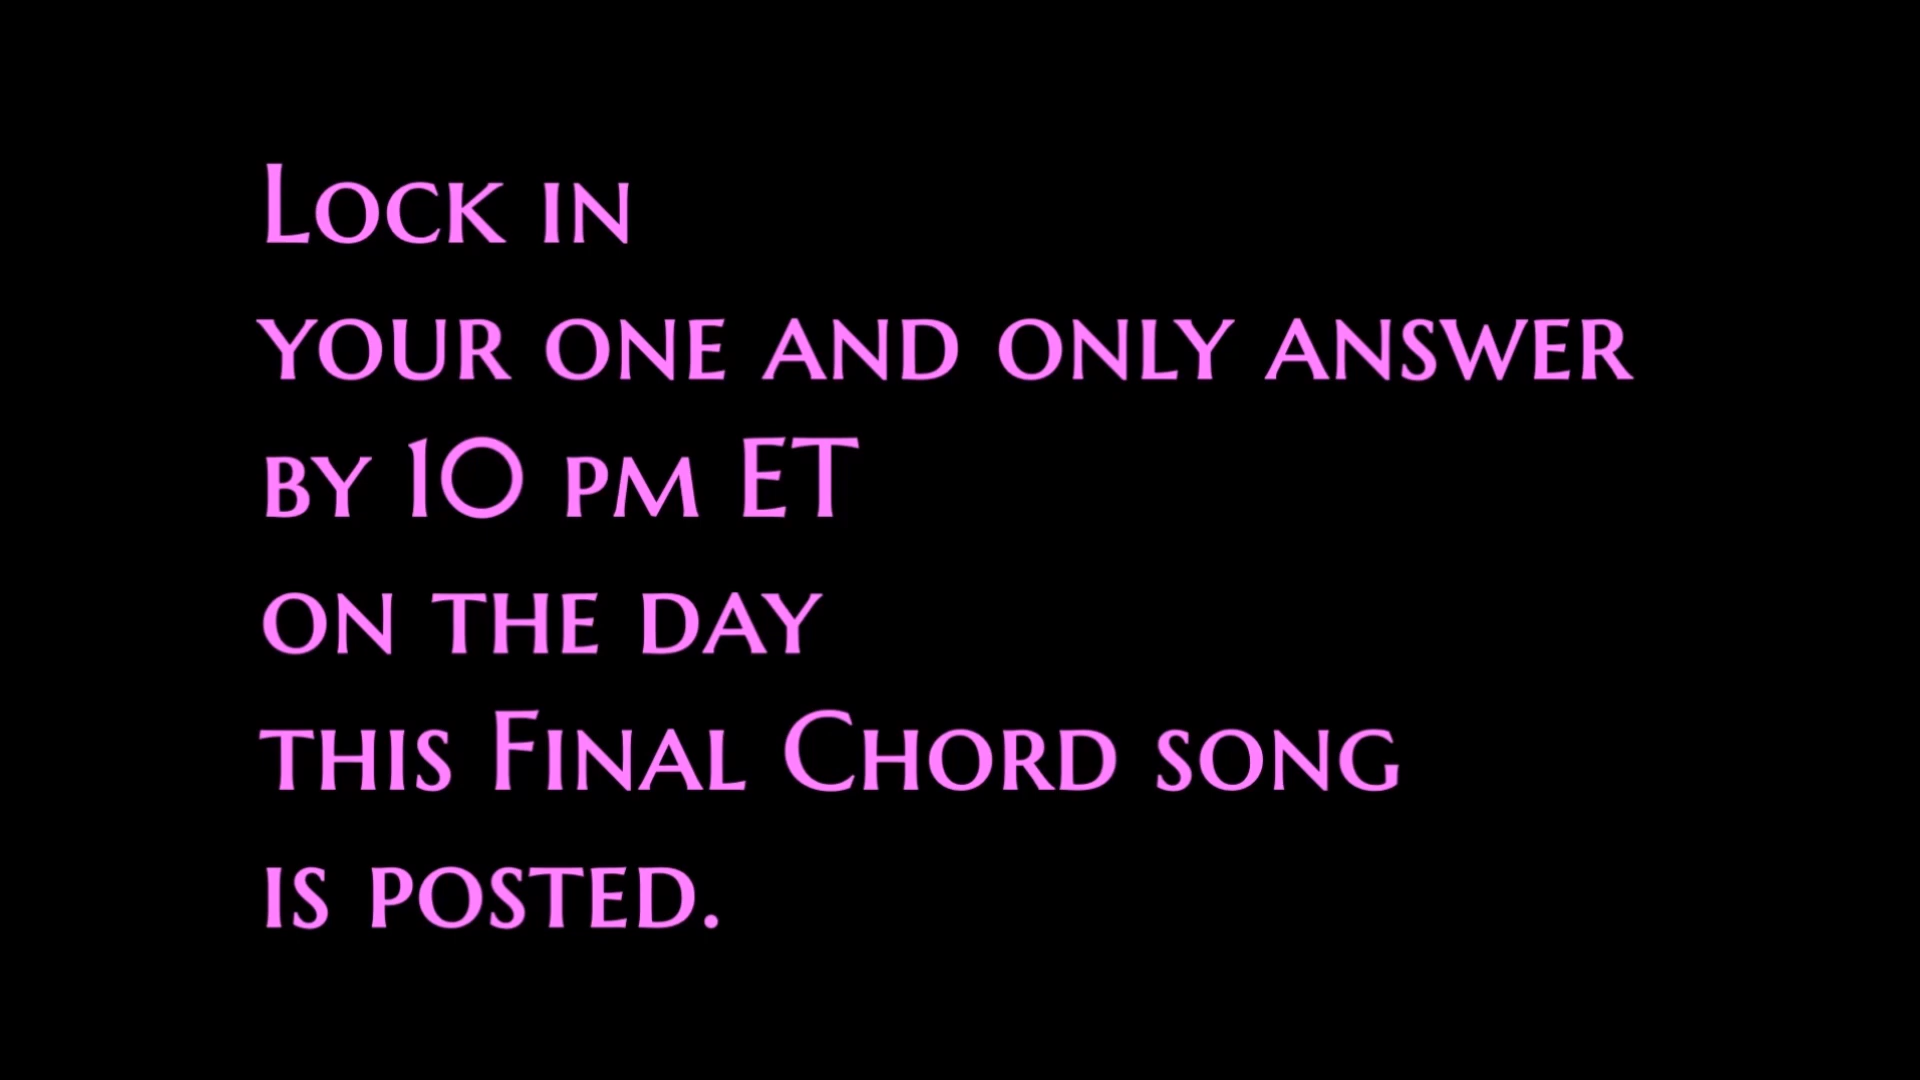 Lock in
your one and only answer
by 10 pm ET
on the day
this Final Chord song
is posted.